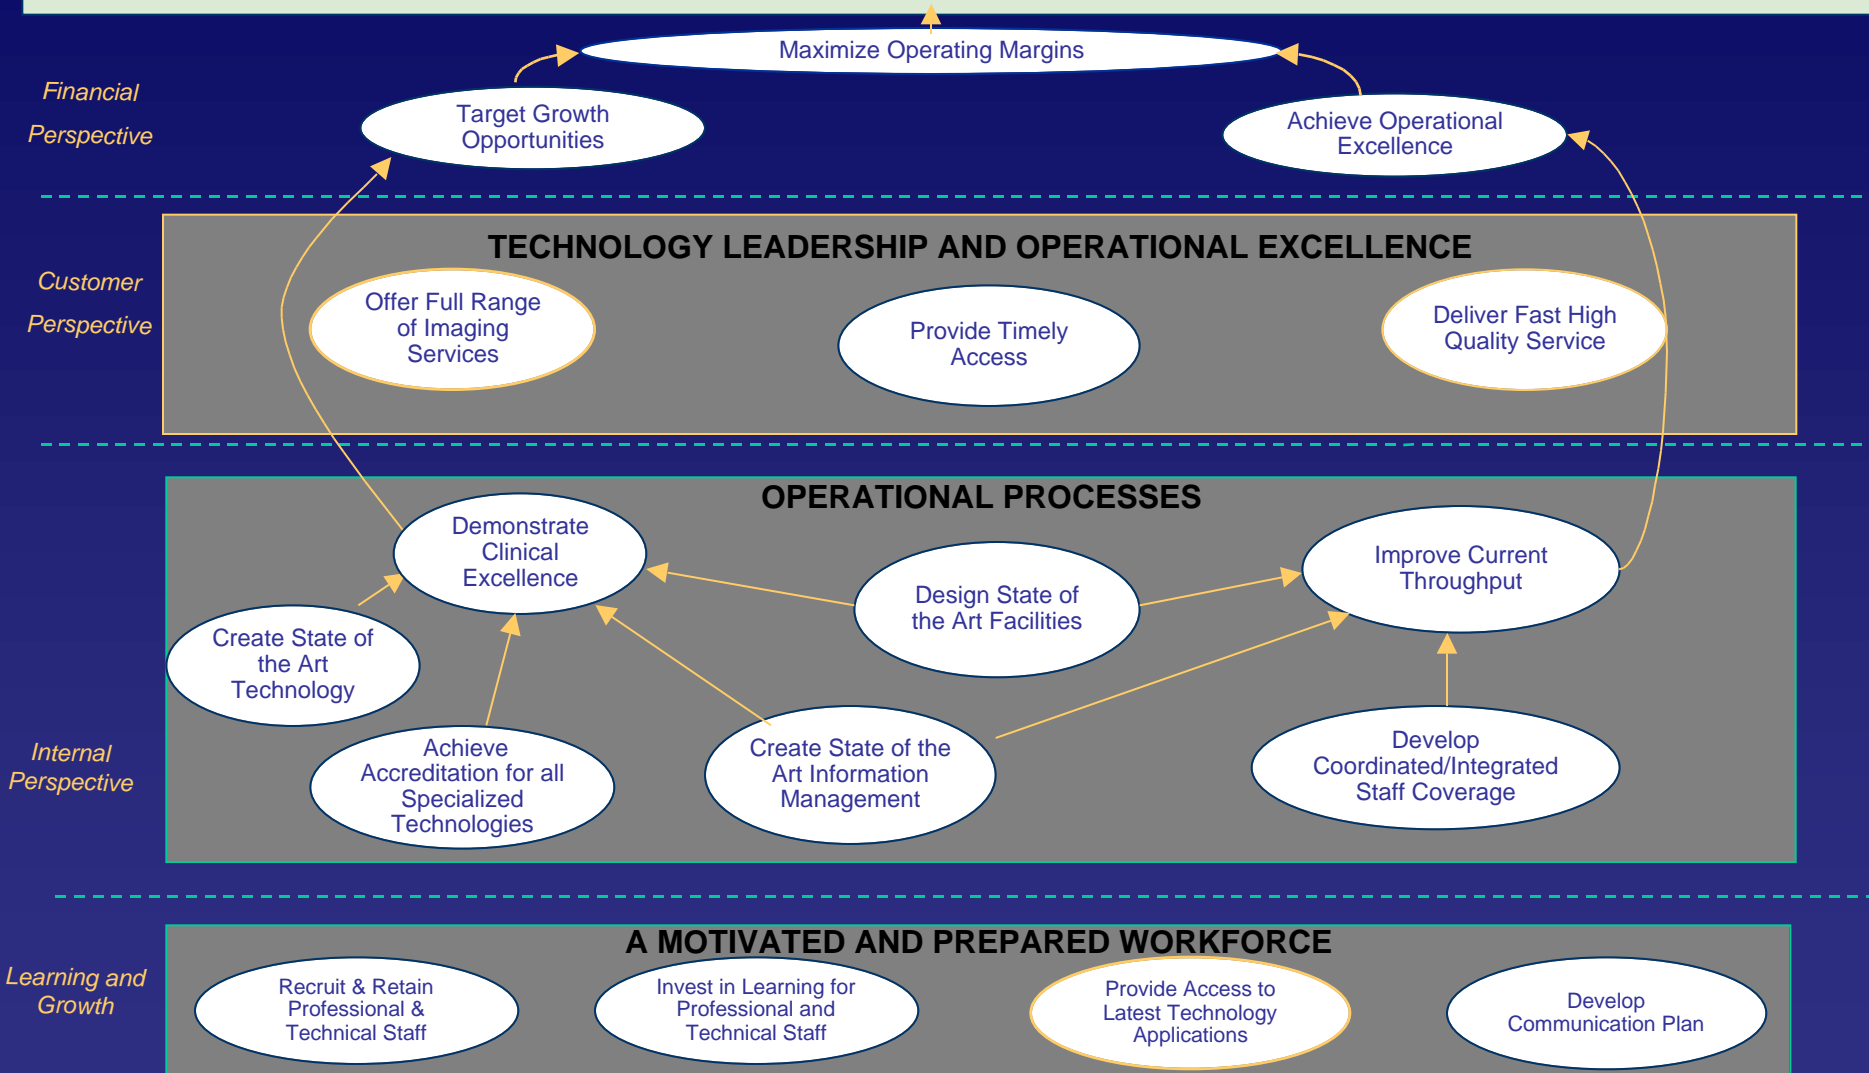 Maximize Operating Margins
Financial
Perspective
Target Growth
Opportunities
Achieve Operational
Excellence
TECHNOLOGY LEADERSHIP AND OPERATIONAL EXCELLENCE
Customer
Perspective
Offer Full Range
of Imaging
Services
Provide Timely
Access
Deliver Fast High
Quality Service
OPERATIONAL PROCESSES
Demonstrate
Clinical
Excellence
Design State of
the Art Facilities
Improve Current
Throughput
Create State of
the Art
Technology
Internal
Perspective
Achieve
Accreditation for all
Specialized
Technologies
Create State of the
Art Information
Management
Develop
Coordinated/Integrated
Staff Coverage
A MOTIVATED AND PREPARED WORKFORCE
Learning and
Growth
Recruit & Retain
Professional &
Technical Staff
Invest in Learning for
Professional and
Technical Staff
Provide Access to
Latest Technology
Applications
Develop
Communication Plan